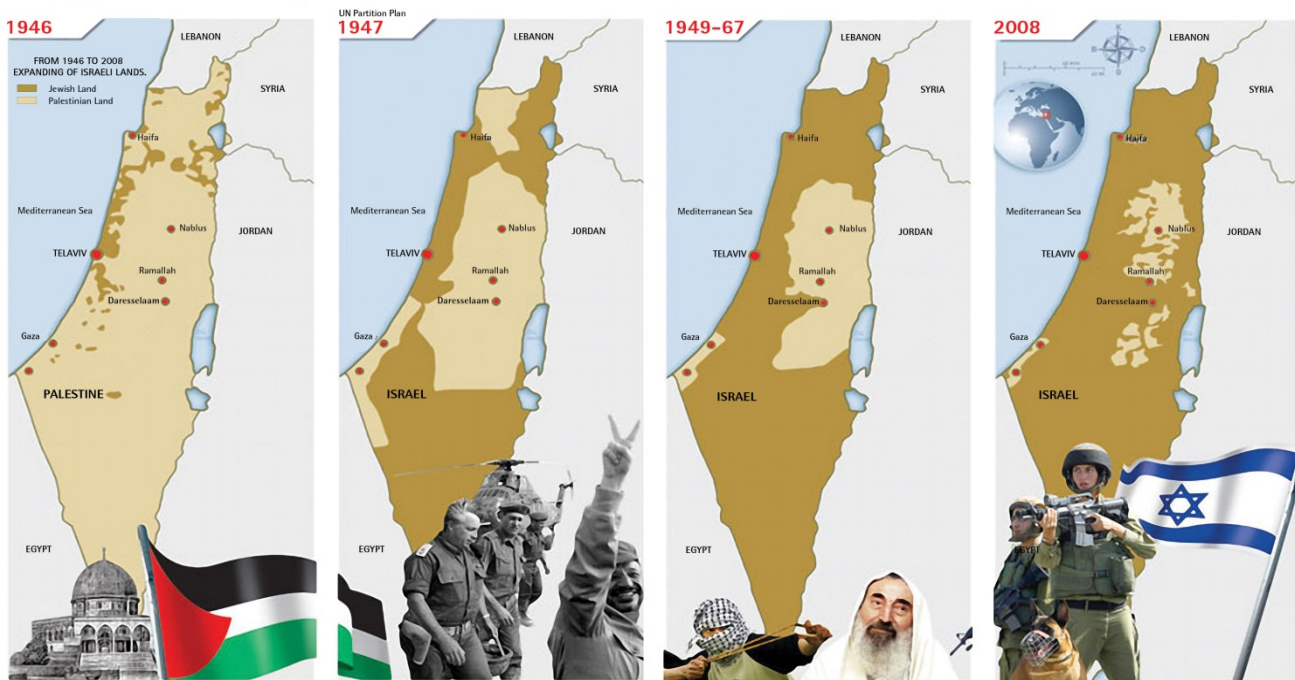 1946
FROM 1946 TO 2008
EXPANDING OF ISRAELI LANDS.
Jewish Land
Palestinian Land
LEBANON
SYRIA
Haifa
Mediterranean Sea
Nablus
JORDAN
TELAVIV
Ramallah
Daresselaam
Gaza
PALESTINE
EGYPT
UN Partition Plan
1947
LEBANON
SYRIA
Haifa
Mediterranean Sea
Nablus
JORDAN
TELAVIV
Ramallah
Daresselaam
Gaza
ISRAEL
1949-67
LEBANON
SYRIA
Haifa
Mediterranean Sea
Nablus
JORDAN
TELAVIV
Ramallah
Daresselaam
Gaza
ISRAEL
EGYPT
2008
LEBANON
K
B
D
G
SYRIA
Haifa
Mediterranean Sea
Nablus
JORDAN
TELAVIV
Ramallah
Daresselaam
Gaza
ISRAEL
EGYPT